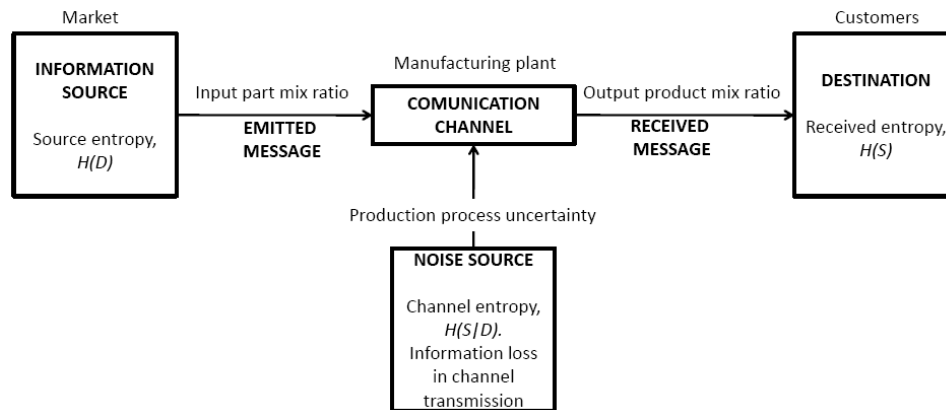 Market
INFORMATION
SOURCE
Source entropy,
H(D)
Input part mix ratio
EMITTED
MESSAGE
Manufacturing plant
COMUNICATION
CHANNEL
Output product mix ratio
RECEIVED
MESSAGE
Customers
DESTINATION
Received entropy,
H(S)
Production process uncertainty
NOISE SOURCE
Channel entropy,
H(S|D).
Information loss
in channel
transmission